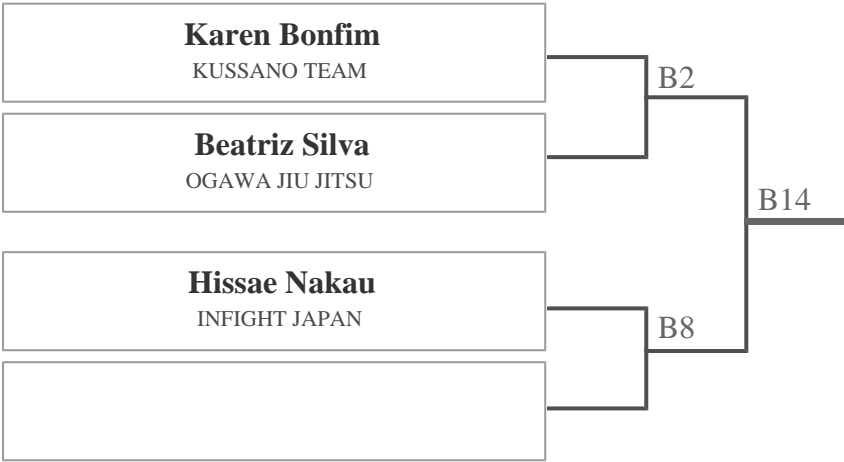 Karen Bonfim
KUSSANO TEAM
B2
Beatriz Silva
OGAWA JIU JITSU
B14
Hissae Nakau
INFIGHT JAPAN
B8